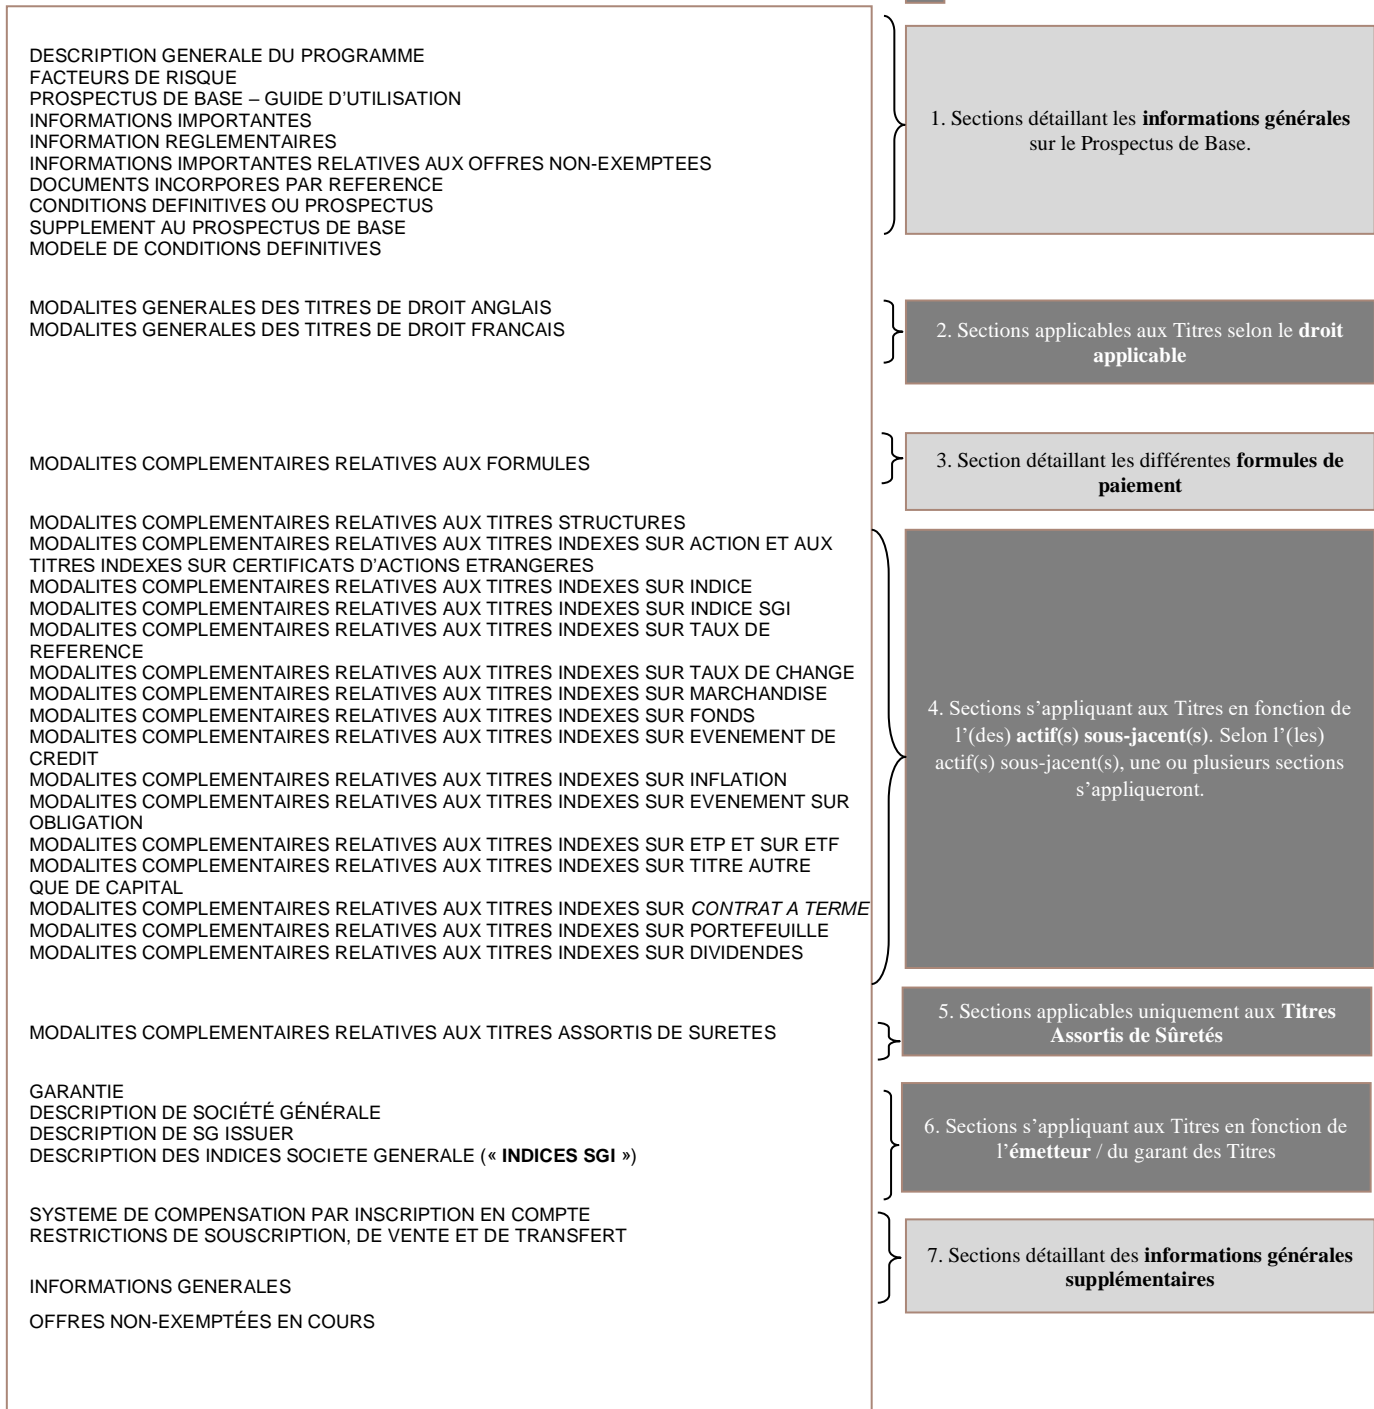 DESCRIPTION GENERALE DU PROGRAMME
FACTEURS DE RISQUE
PROSPECTUS DE BASE – GUIDE D'UTILISATION
INFORMATIONS IMPORTANTES
INFORMATION REGLEMENTAIRES
INFORMATIONS IMPORTANTES RELATIVES AUX OFFRES NON-EXEMPTEES
DOCUMENTS INCORPORES PAR REFERENCE
CONDITIONS DEFINITIVES OU PROSPECTUS
SUPPLEMENT AU PROSPECTUS DE BASE
MODELE DE CONDITIONS DEFINITIVES
1. Sections détaillant les informations générales
sur le Prospectus de Base.
MODALITES GENERALES DES TITRES DE DROIT ANGLAIS
MODALITES GENERALES DES TITRES DE DROIT FRANCAIS
2. Sections applicables aux Titres selon le droit
applicable
MODALITES COMPLEMENTAIRES RELATIVES AUX FORMULES
3. Section détaillant les différentes formules de
paiement
MODALITES COMPLEMENTAIRES RELATIVES AUX TITRES STRUCTURES
MODALITES COMPLEMENTAIRES RELATIVES AUX TITRES INDEXES SUR ACTION ET AUX
TITRES INDEXES SUR CERTIFICATS D'ACTIONS ETRANGERES
MODALITES COMPLEMENTAIRES RELATIVES AUX TITRES INDEXES SUR INDICE
MODALITES COMPLEMENTAIRES RELATIVES AUX TITRES INDEXES SUR INDICE SGI
MODALITES COMPLEMENTAIRES RELATIVES AUX TITRES INDEXES SUR TAUX DE
REFERENCE
MODALITES COMPLEMENTAIRES RELATIVES AUX TITRES INDEXES SUR TAUX DE CHANGE
MODALITES COMPLEMENTAIRES RELATIVES AUX TITRES INDEXES SUR MARCHANDISE
MODALITES COMPLEMENTAIRES RELATIVES AUX TITRES INDEXES SUR FONDS
MODALITES COMPLEMENTAIRES RELATIVES AUX TITRES INDEXES SUR EVENEMENT DE
CREDIT
MODALITES COMPLEMENTAIRES RELATIVES AUX TITRES INDEXES SUR INFLATION
MODALITES COMPLEMENTAIRES RELATIVES AUX TITRES INDEXES SUR EVENEMENT SUR
OBLIGATION
MODALITES COMPLEMENTAIRES RELATIVES AUX TITRES INDEXES SUR ETP ET SUR ETF
MODALITES COMPLEMENTAIRES RELATIVES AUX TITRES INDEXES SUR TITRE AUTRE
QUE DE CAPITAL
MODALITES COMPLEMENTAIRES RELATIVES AUX TITRES INDEXES SUR CONTRAT A TERME
MODALITES COMPLEMENTAIRES RELATIVES AUX TITRES INDEXES SUR PORTEFEUILLE
MODALITES COMPLEMENTAIRES RELATIVES AUX TITRES INDEXES SUR DIVIDENDES
4. Sections s'appliquant aux Titres en fonction de
l'(des) actif(s) sous-jacent(s). Selon l'(les)
actif(s) sous-jacent(s), une ou plusieurs sections
s'appliqueront.
MODALITES COMPLEMENTAIRES RELATIVES AUX TITRES ASSORTIS DE SURETES
5. Sections applicables uniquement aux Titres
Assortis de Sûretés
GARANTIE
DESCRIPTION DE SOCIÉTÉ GÉNÉRALE
DESCRIPTION DE SG ISSUER
DESCRIPTION DES INDICES SOCIETE GENERALE (« INDICES SGI »)
6. Sections s'appliquant aux Titres en fonction de
l'émetteur / du garant des Titres
SYSTEME DE COMPENSATION PAR INSCRIPTION EN COMPTE
RESTRICTIONS DE SOUSCRIPTION, DE VENTE ET DE TRANSFERT
INFORMATIONS GENERALES
OFFRES NON-EXEMPTÉES EN COURS
7. Sections détaillant des informations générales
supplémentaires